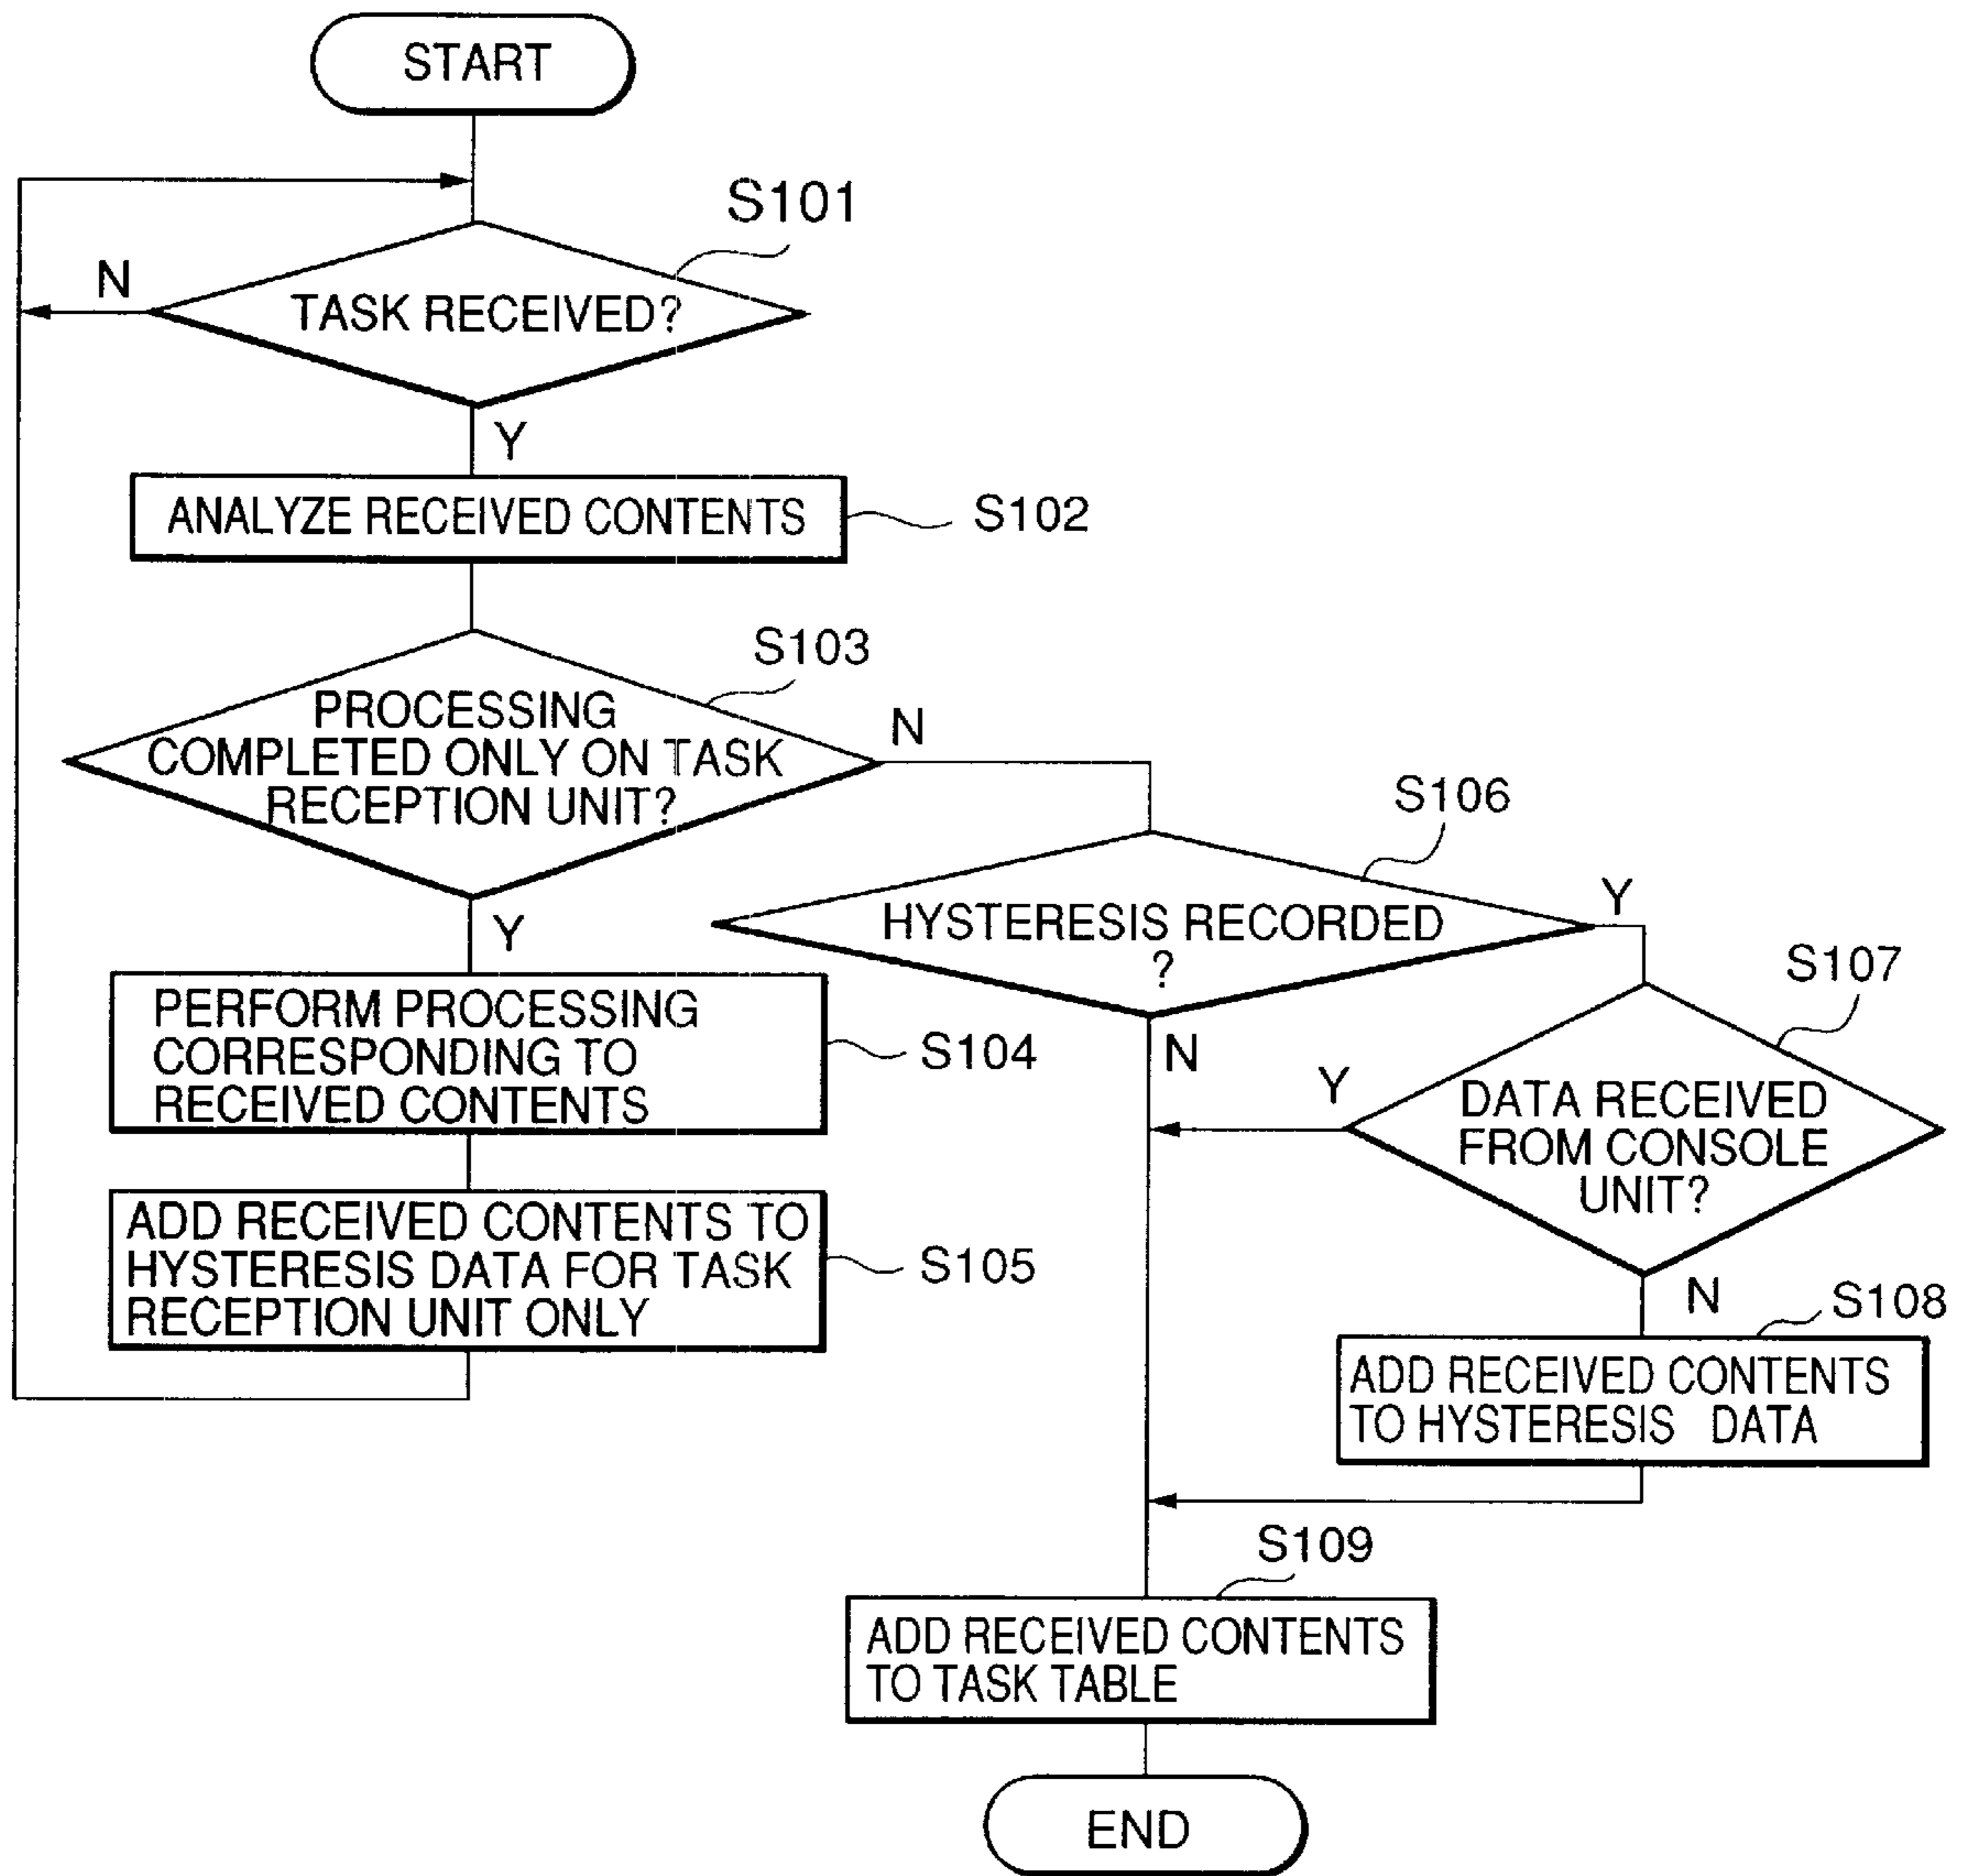 START
S101
N
TASK RECEIVED?
Y
ANALYZE RECEIVED CONTENTS
S102
S103
PROCESSING
COMPLETED ONLY ON TASK
RECEPTION UNIT?
N
Y
S106
HYSTERESIS RECORDED
?
Y
N
S107
DATA RECEIVED
FROM CONSOLE
UNIT?
Y
N
PERFORM PROCESSING
CORRESPONDING TO
RECEIVED CONTENTS
S104
ADD RECEIVED CONTENTS TO
HYSTERESIS DATA FOR TASK
RECEPTION UNIT ONLY
S105
S108
ADD RECEIVED CONTENTS
TO HYSTERESIS DATA
S109
ADD RECEIVED CONTENTS
TO TASK TABLE
END